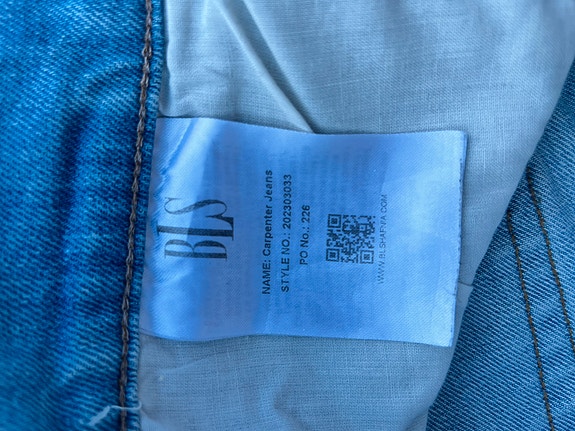 BLS
NAME: Carpenter Jeans
STYLE NO.: 202303033
PO No.: 226
WWW.BLSHAFNIA.COM